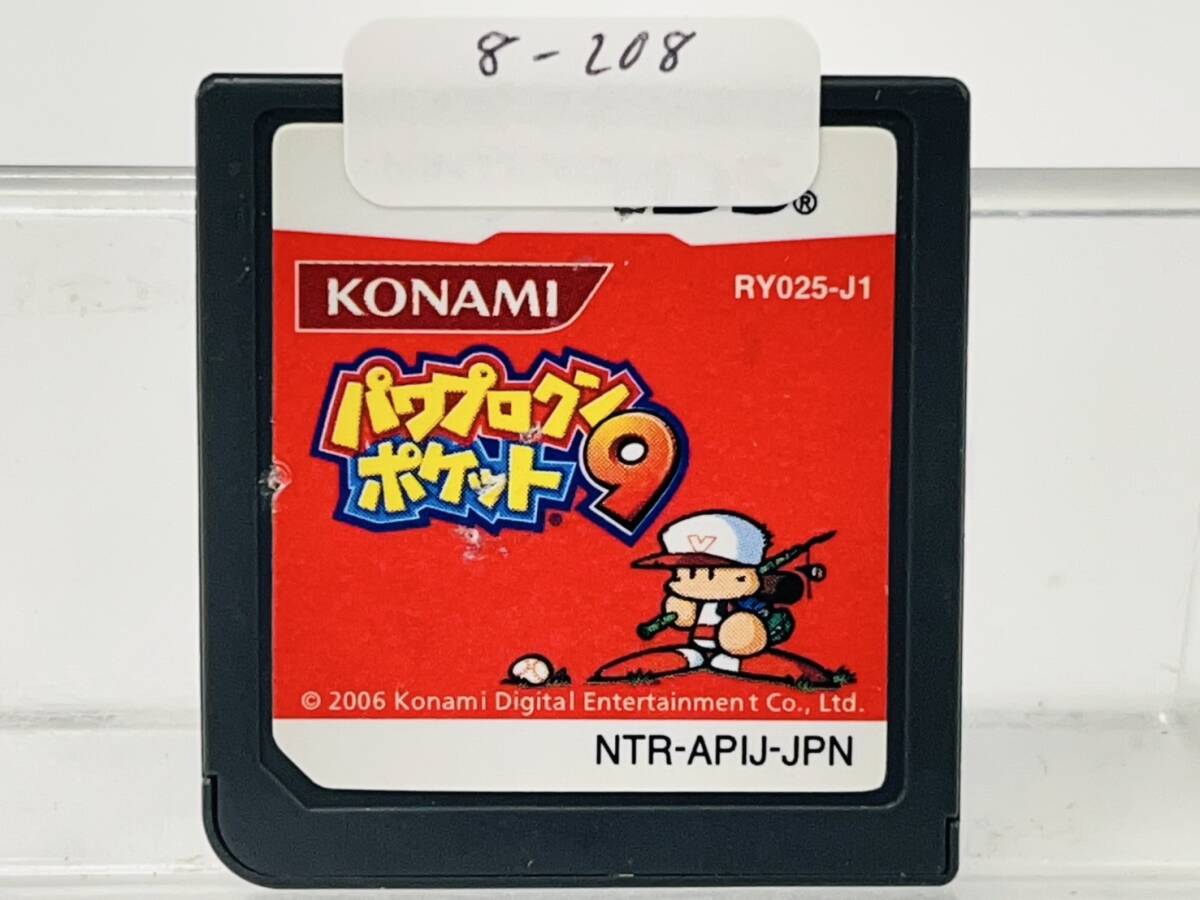 8-208
®
KONAMI
RY025-J1
パワプロクン
ポケット®9
V
© 2006 Konami Digital Entertainment Co., Ltd.
NTR-APIJ-JPN